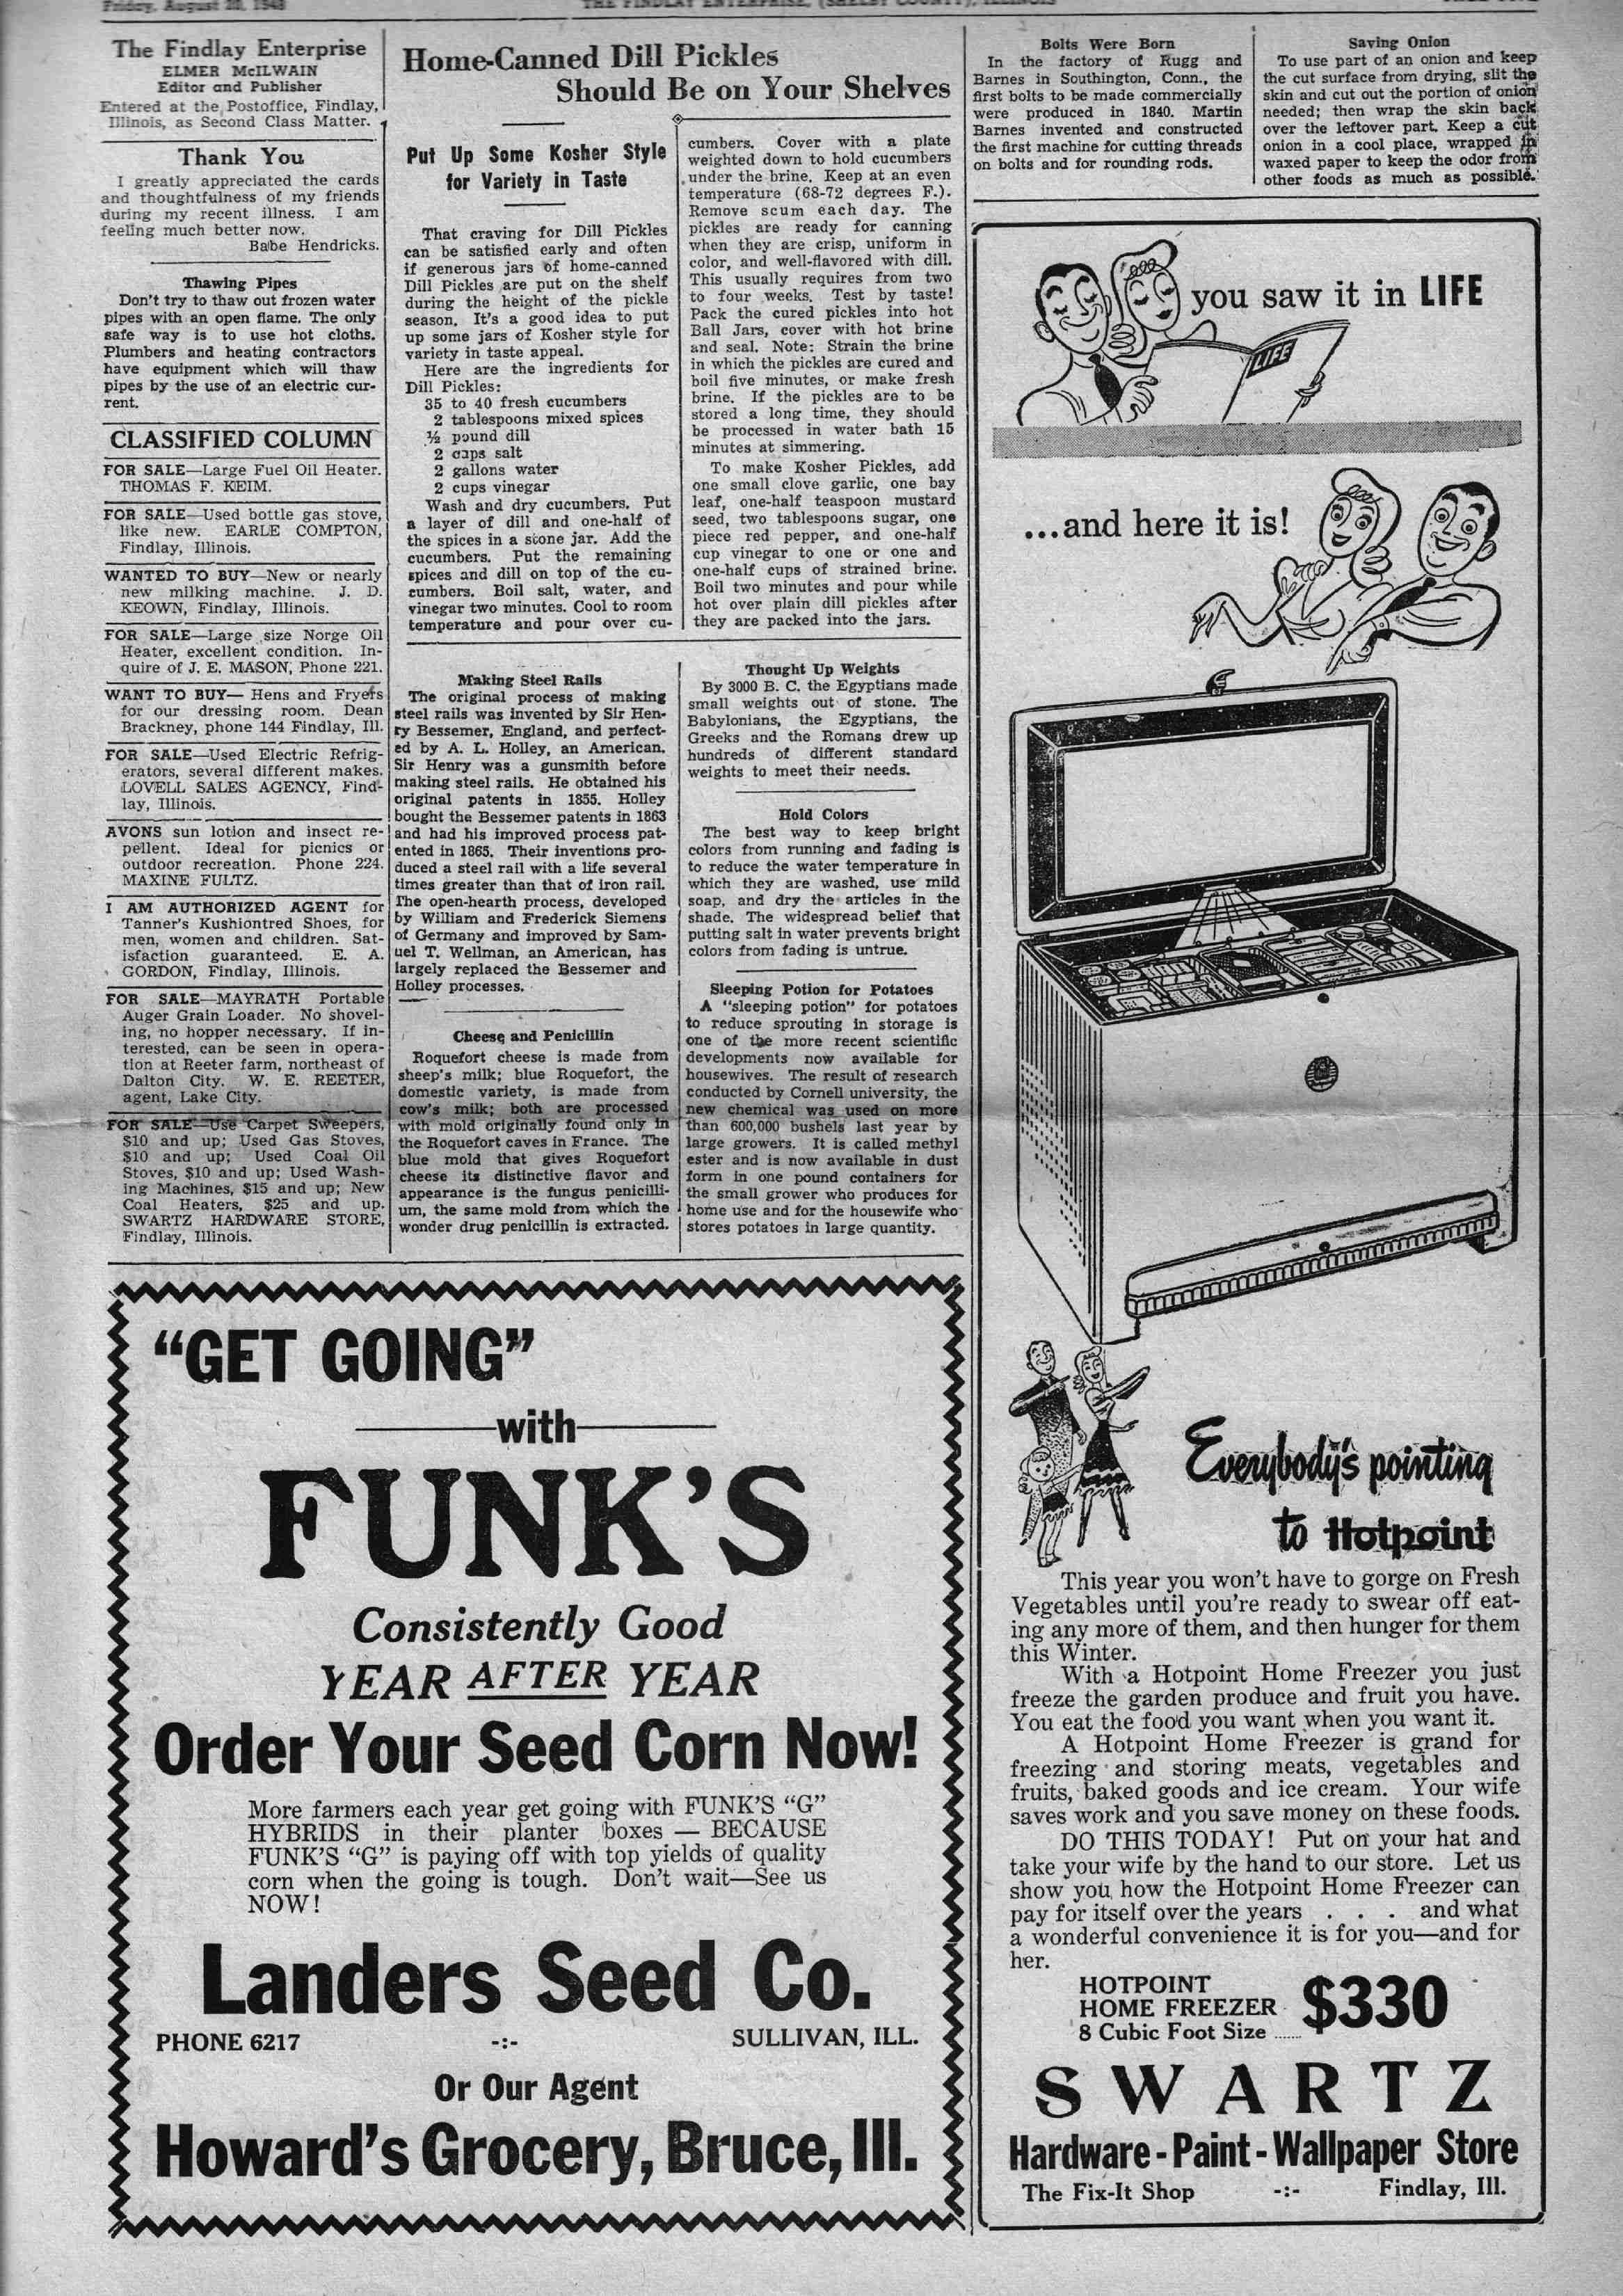 Friday, August 20, 1948
THE FINDLAY ENTERPRISE, (SHELBY COUNTY), ILLINOIS
The Findlay Enterprise
ELMER McILWAIN
Editor and Publisher
Entered at the Postoffice, Findlay,
Illinois, as Second Class Matter.
Thank You
I greatly appreciated the cards
and thoughtfulness of my friends
during my recent illness. I am
feeling much better now.
Babe Hendricks.
Thawing Pipes
Don't try to thaw out frozen water
pipes with an open flame. The only
safe way is to use hot cloths.
Plumbers and heating contractors
have equipment which will thaw
pipes by the use of an electric cur-
rent.
CLASSIFIED COLUMN
FOR SALE—Large Fuel Oil Heater.
THOMAS F. KEIM.
FOR SALE—Used bottle gas stove,
like new. EARLE COMPTON,
Findlay, Illinois.
WANTED TO BUY—New or nearly
new milking machine. J. D.
KEOWN, Findlay, Illinois.
FOR SALE—Large size Norge Oil
Heater, excellent condition. In-
quire of J. E. MASON, Phone 221.
WANT TO BUY— Hens and Fryers
for our dressing room. Dean
Brackney, phone 144 Findlay, Ill.
FOR SALE—Used Electric Refrig-
erators, several different makes.
LOVELL SALES AGENCY, Find-
lay, Illinois.
AVONS sun lotion and insect re-
pellent. Ideal for picnics or
outdoor recreation. Phone 224.
MAXINE FULTZ.
I AM AUTHORIZED AGENT for
Tanner's Kushiontred Shoes, for
men, women and children. Sat-
isfaction guaranteed. E. A.
GORDON, Findlay, Illinois.
FOR SALE—MAYRATH Portable
Auger Grain Loader. No shovel-
ing, no hopper necessary. If in-
terested, can be seen in opera-
tion at Reeter farm, northeast of
Dalton City. W. E. REETER,
agent, Lake City.
FOR SALE—Use Carpet Sweepers,
$10 and up; Used Gas Stoves,
$10 and up; Used Coal Oil
Stoves, $10 and up; Used Wash-
ing Machines, $15 and up; New
Coal Heaters, $25 and up.
SWARTZ HARDWARE STORE,
Findlay, Illinois.
Home-Canned Dill Pickles
Should Be on Your Shelves
Put Up Some Kosher Style
for Variety in Taste
That craving for Dill Pickles
can be satisfied early and often
if generous jars of home-canned
Dill Pickles are put on the shelf
during the height of the pickle
season. It's a good idea to put
up some jars of Kosher style for
variety in taste appeal.
Here are the ingredients for
Dill Pickles:
35 to 40 fresh cucumbers
2 tablespoons mixed spices
½ pound dill
2 cups salt
2 gallons water
2 cups vinegar
Wash and dry cucumbers. Put
a layer of dill and one-half of
the spices in a stone jar. Add the
cucumbers. Put the remaining
spices and dill on top of the cu-
cumbers. Boil salt, water, and
vinegar two minutes. Cool to room
temperature and pour over cu-
cumbers. Cover with a plate
weighted down to hold cucumbers
under the brine. Keep at an even
temperature (68-72 degrees F.).
Remove scum each day. The
pickles are ready for canning
when they are crisp, uniform in
color, and well-flavored with dill.
This usually requires from two
to four weeks. Test by taste!
Pack the cured pickles into hot
Ball Jars, cover with hot brine
and seal. Note: Strain the brine
in which the pickles are cured and
boil five minutes, or make fresh
brine. If the pickles are to be
stored a long time, they should
be processed in water bath 15
minutes at simmering.
To make Kosher Pickles, add
one small clove garlic, one bay
leaf, one-half teaspoon mustard
seed, two tablespoons sugar, one
piece red pepper, and one-half
cup vinegar to one or one and
one-half cups of strained brine.
Boil two minutes and pour while
hot over plain dill pickles after
they are packed into the jars.
Making Steel Rails
The original process of making
steel rails was invented by Sir Hen-
ry Bessemer, England, and perfect-
ed by A. L. Holley, an American.
Sir Henry was a gunsmith before
making steel rails. He obtained his
original patents in 1855. Holley
bought the Bessemer patents in 1863
and had his improved process pat-
ented in 1865. Their inventions pro-
duced a steel rail with a life several
times greater than that of iron rail.
The open-hearth process, developed
by William and Frederick Siemens
of Germany and improved by Sam-
uel T. Wellman, an American, has
largely replaced the Bessemer and
Holley processes.
Cheese and Penicillin
Roquefort cheese is made from
sheep's milk; blue Roquefort, the
domestic variety, is made from
cow's milk; both are processed
with mold originally found only in
the Roquefort caves in France. The
blue mold that gives Roquefort
cheese its distinctive flavor and
appearance is the fungus penicilli-
um, the same mold from which the
wonder drug penicillin is extracted.
Thought Up Weights
By 3000 B. C. the Egyptians made
small weights out of stone. The
Babylonians, the Egyptians, the
Greeks and the Romans drew up
hundreds of different standard
weights to meet their needs.
Hold Colors
The best way to keep bright
colors from running and fading is
to reduce the water temperature in
which they are washed, use mild
soap, and dry the articles in the
shade. The widespread belief that
putting salt in water prevents bright
colors from fading is untrue.
Sleeping Potion for Potatoes
A "sleeping potion" for potatoes
to reduce sprouting in storage is
one of the more recent scientific
developments now available for
housewives. The result of research
conducted by Cornell university, the
new chemical was used on more
than 600,000 bushels last year by
large growers. It is called methyl
ester and is now available in dust
form in one pound containers for
the small grower who produces for
home use and for the housewife who
stores potatoes in large quantity.
Bolts Were Born
In the factory of Rugg and
Barnes in Southington, Conn., the
first bolts to be made commercially
were produced in 1840. Martin
Barnes invented and constructed
the first machine for cutting threads
on bolts and for rounding rods.
Saving Onion
To use part of an onion and keep
the cut surface from drying, slit the
skin and cut out the portion of onion
needed; then wrap the skin back
over the leftover part. Keep a cut
onion in a cool place, wrapped in
waxed paper to keep the odor from
other foods as much as possible.
"GET GOING"
with
FUNK'S
Consistently Good
YEAR AFTER YEAR
Order Your Seed Corn Now!
More farmers each year get going with FUNK'S "G"
HYBRIDS in their planter boxes — BECAUSE
FUNK'S "G" is paying off with top yields of quality
corn when the going is tough. Don't wait—See us
NOW!
Landers Seed Co.
PHONE 6217 -:- SULLIVAN, ILL.
Or Our Agent
Howard's Grocery, Bruce, Ill.
you saw it in LIFE
LIFE
...and here it is!
Everybody's pointing
to Hotpoint
This year you won't have to gorge on Fresh
Vegetables until you're ready to swear off eat-
ing any more of them, and then hunger for them
this Winter.
With a Hotpoint Home Freezer you just
freeze the garden produce and fruit you have.
You eat the food you want when you want it.
A Hotpoint Home Freezer is grand for
freezing and storing meats, vegetables and
fruits, baked goods and ice cream. Your wife
saves work and you save money on these foods.
DO THIS TODAY! Put on your hat and
take your wife by the hand to our store. Let us
show you how the Hotpoint Home Freezer can
pay for itself over the years . . . and what
a wonderful convenience it is for you—and for
her.
HOTPOINT
HOME FREEZER
8 Cubic Foot Size ...... $330
SWARTZ
Hardware - Paint - Wallpaper Store
The Fix-It Shop -:- Findlay, Ill.